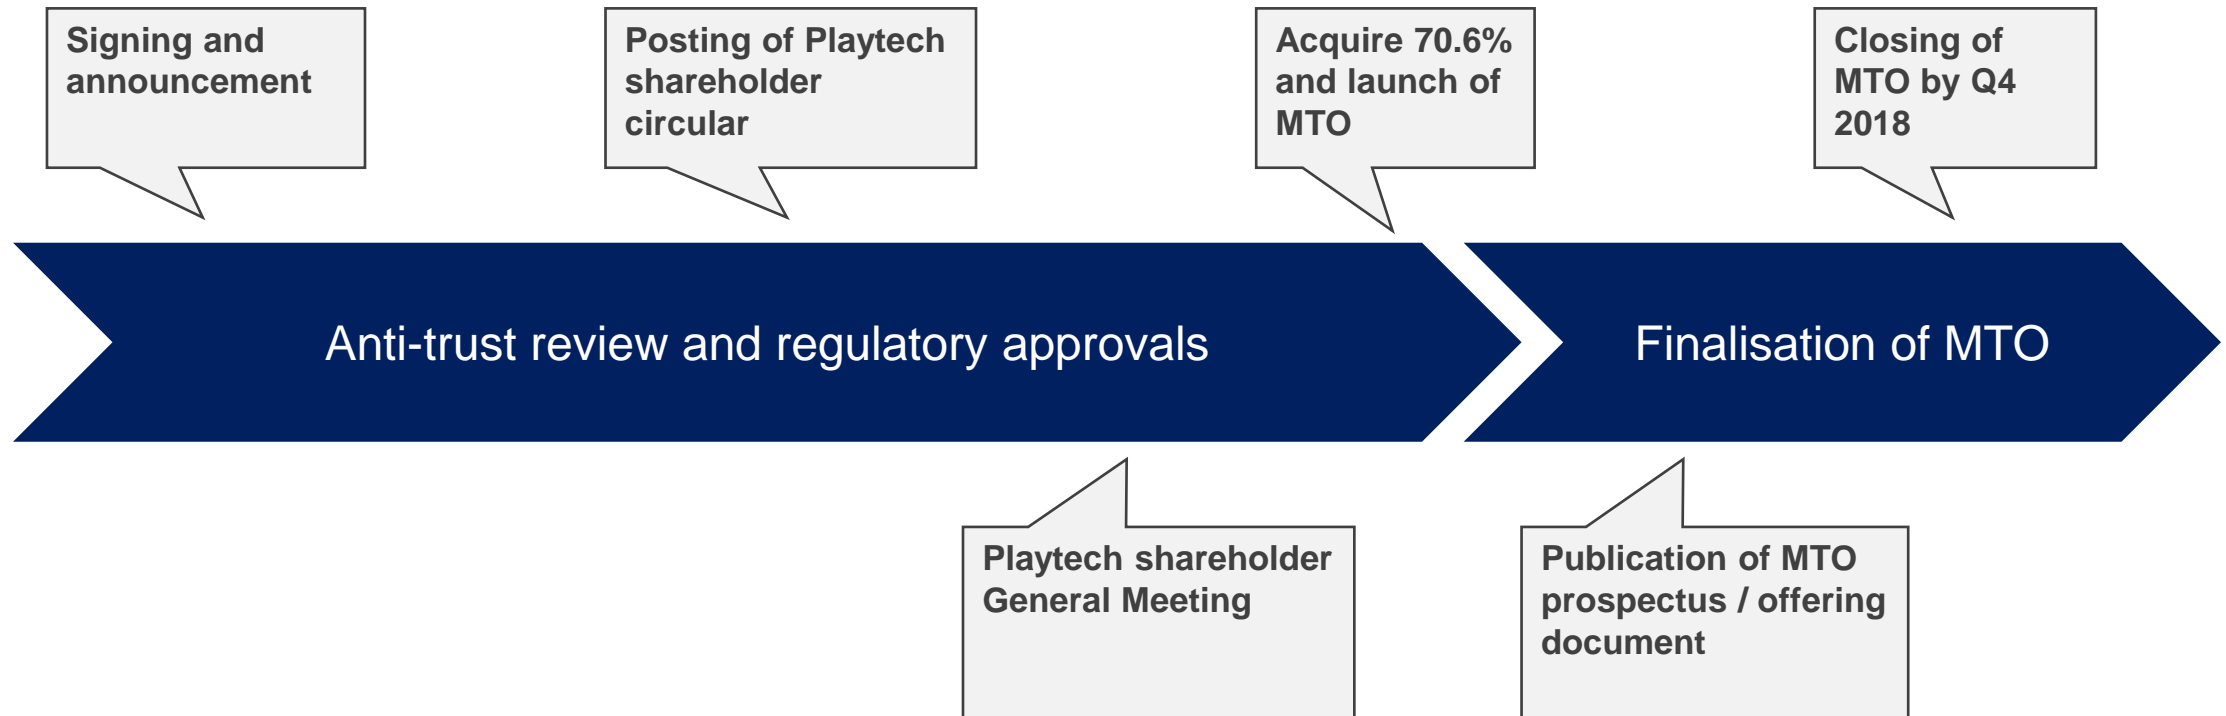 Signing and
announcement
Posting of Playtech
shareholder
circular
Acquire 70.6%
and launch of
MTO
Closing of
MTO by Q4
2018
Anti-trust review and regulatory approvals
Finalisation of MTO
Playtech shareholder
General Meeting
Publication of MTO
prospectus / offering
document